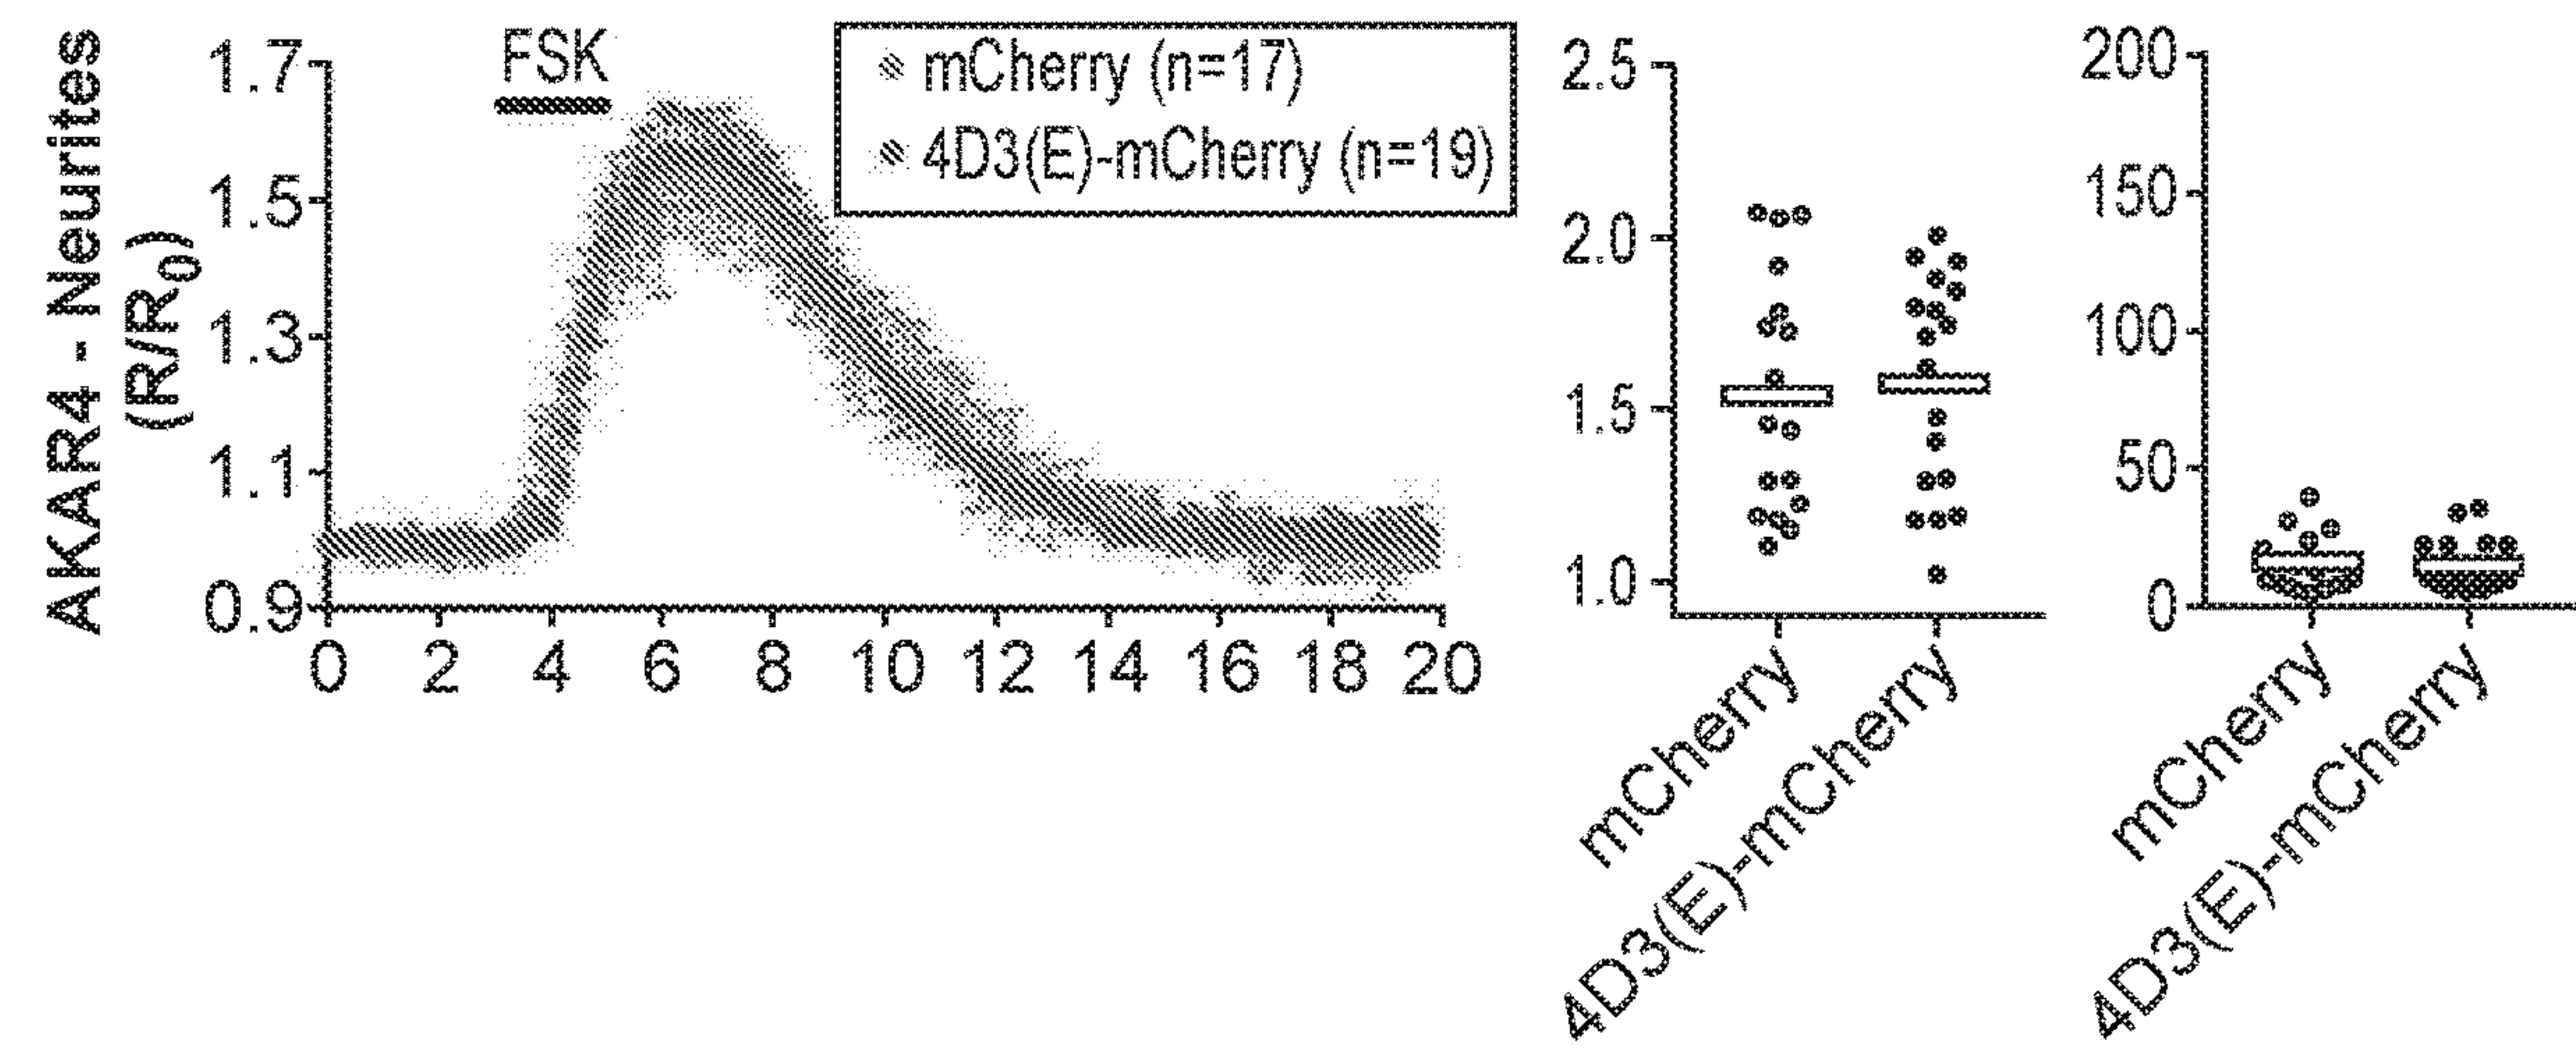 AKAR4 - Neurites
(R/R0)
1.7
1.5
1.3
1.1
0.9
FSK
mCherry (n=17)
4D3(E)-mCherry (n=19)
0 2 4 6 8 10 12 14 16 18 20
2.5
2.0
1.5
1.0
mCherry
4D3(E)-mCherry
200
150
100
50
0
mCherry
4D3(E)-mCherry